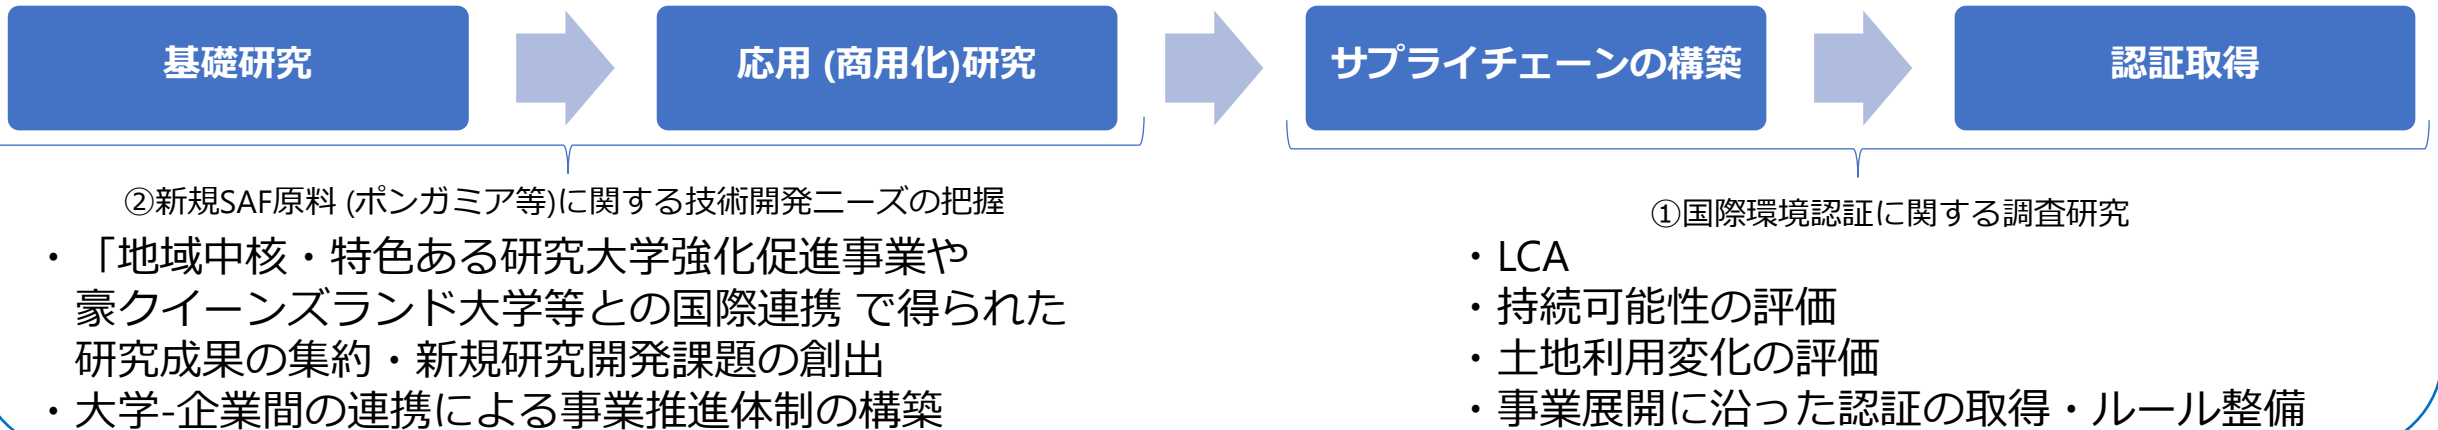 基礎研究
応用 (商用化)研究
サプライチェーンの構築
認証取得
②新規SAF原料 (ポンガミア等)に関する技術開発ニーズの把握
・「地域中核・特色ある研究大学強化促進事業や
豪クイーンズランド大学等との国際連携 で得られた
研究成果の集約・新規研究開発課題の創出
・大学-企業間の連携による事業推進体制の構築
①国際環境認証に関する調査研究
・LCA
・持続可能性の評価
・土地利用変化の評価
・事業展開に沿った認証の取得・ルール整備